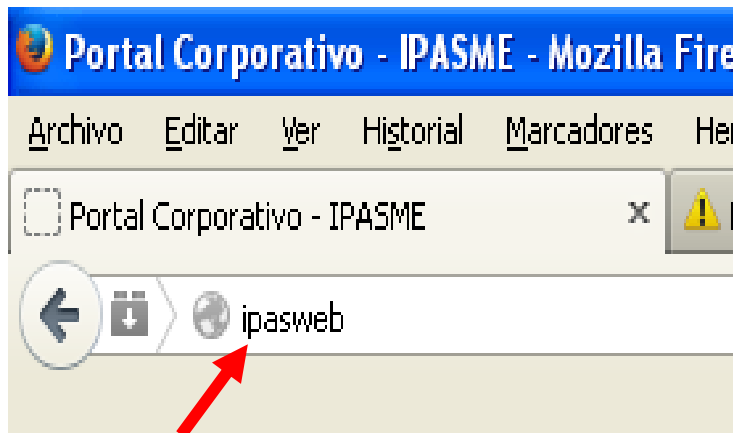 Portal Corporativo - IPASME - Mozilla Fire
Archivo Editar Ver Historial Marcadores Her
Portal Corporativo - IPASME
ipasweb